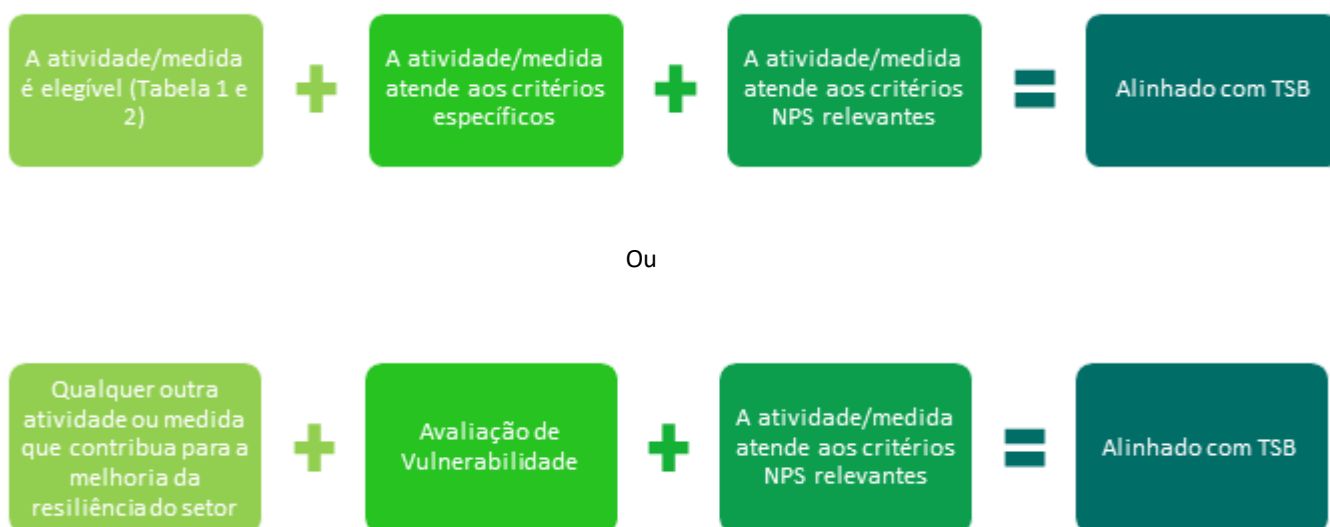 A atividade/medida
é elegível (Tabela 1 e
2)
+
A atividade/medida
atende aos critérios
específicos
+
A atividade/medida
atende aos critérios
NPS relevantes
=
Alinhado com TSB
Ou
Qualquer outra
atividade ou medida
que contribua para a
melhoria da
resiliência do setor
+
Avaliação de
Vulnerabilidade
+
A atividade/medida
atende aos critérios
NPS relevantes
=
Alinhado com TSB